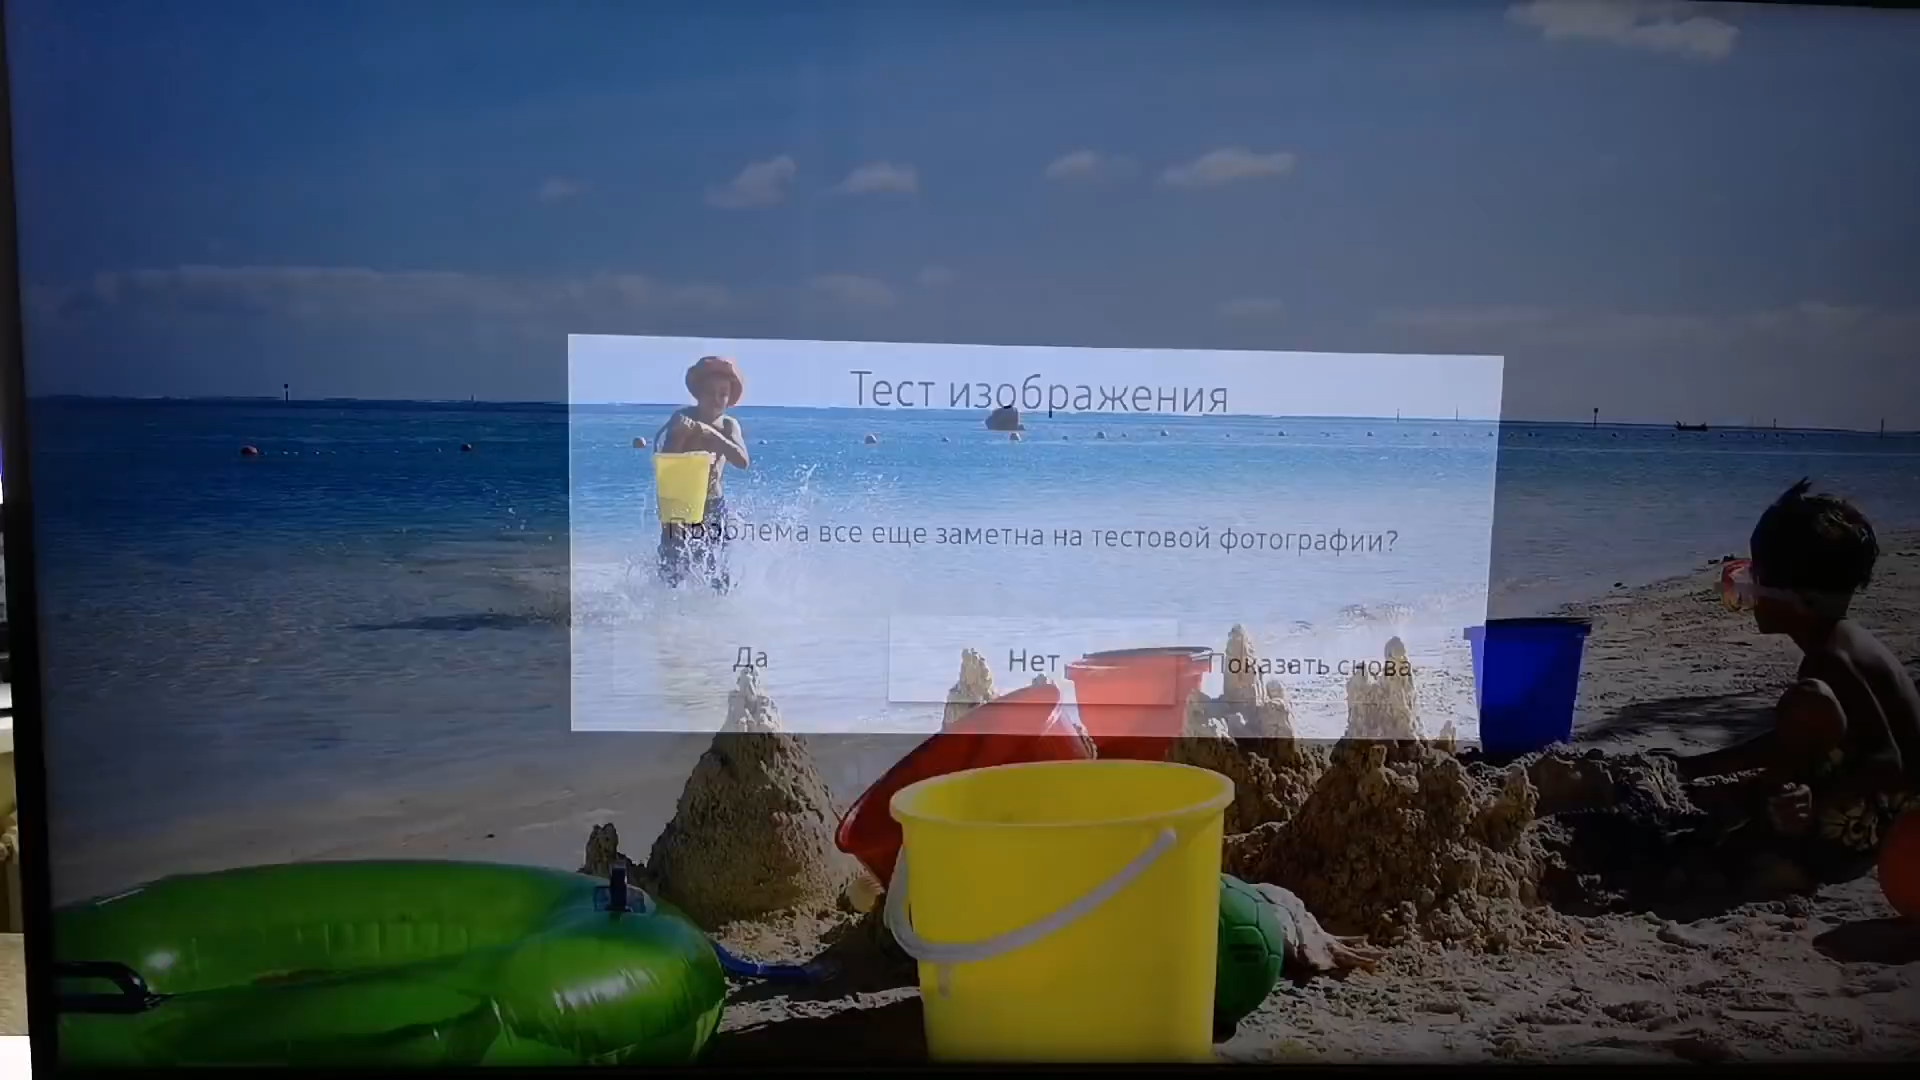 Тест изображения
Проблема все еще заметна на тестовой фотографии?
Да
Нет
Показать снова